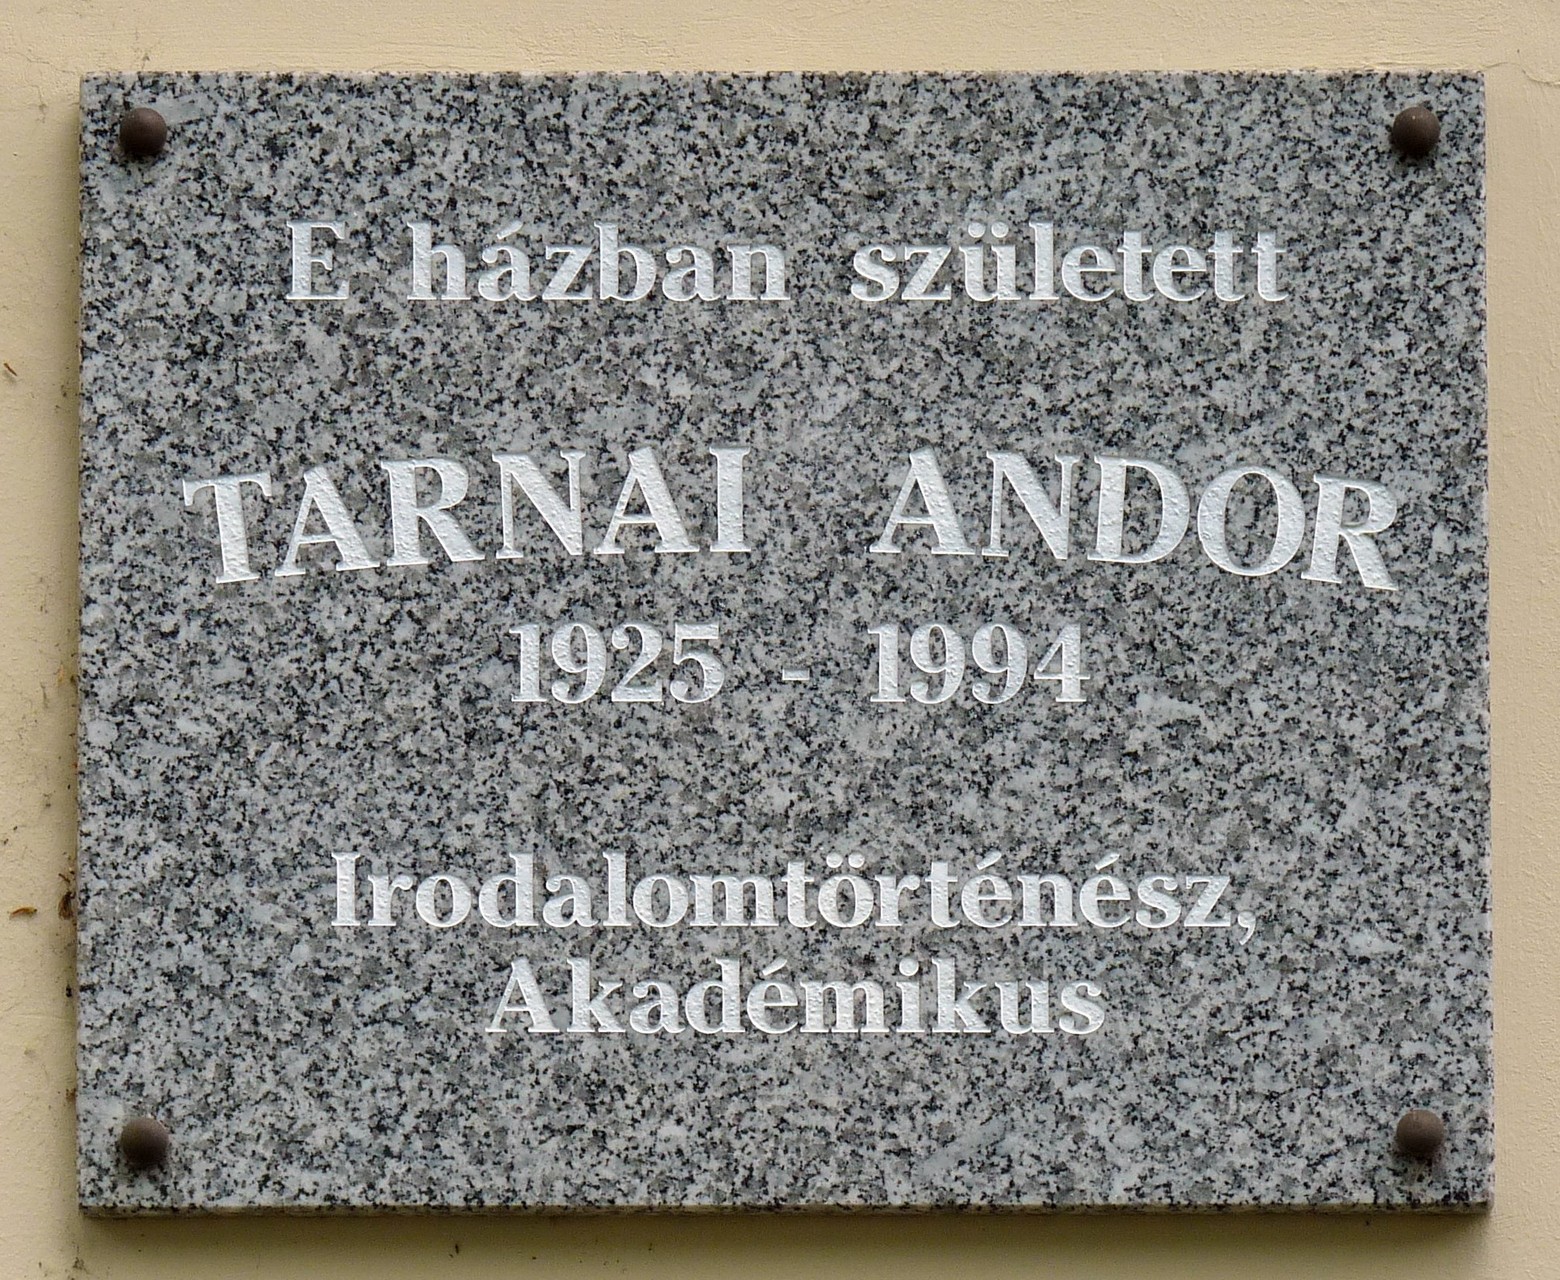 E házban született
TARNAI ANDOR
1925 - 1994
Irodalomtörténész,
Akadémikus